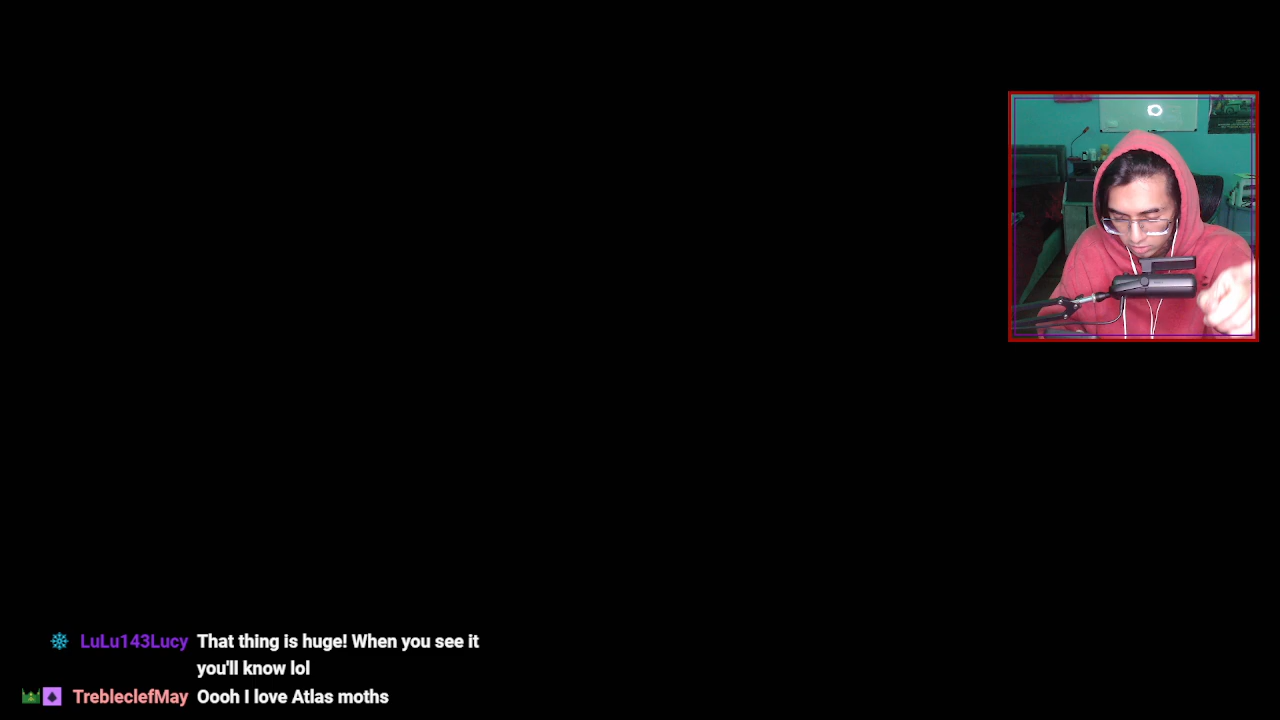 LuLu143Lucy That thing is huge! When you see it
you'll know lol
TrebleclefMay Oooh I love Atlas moths